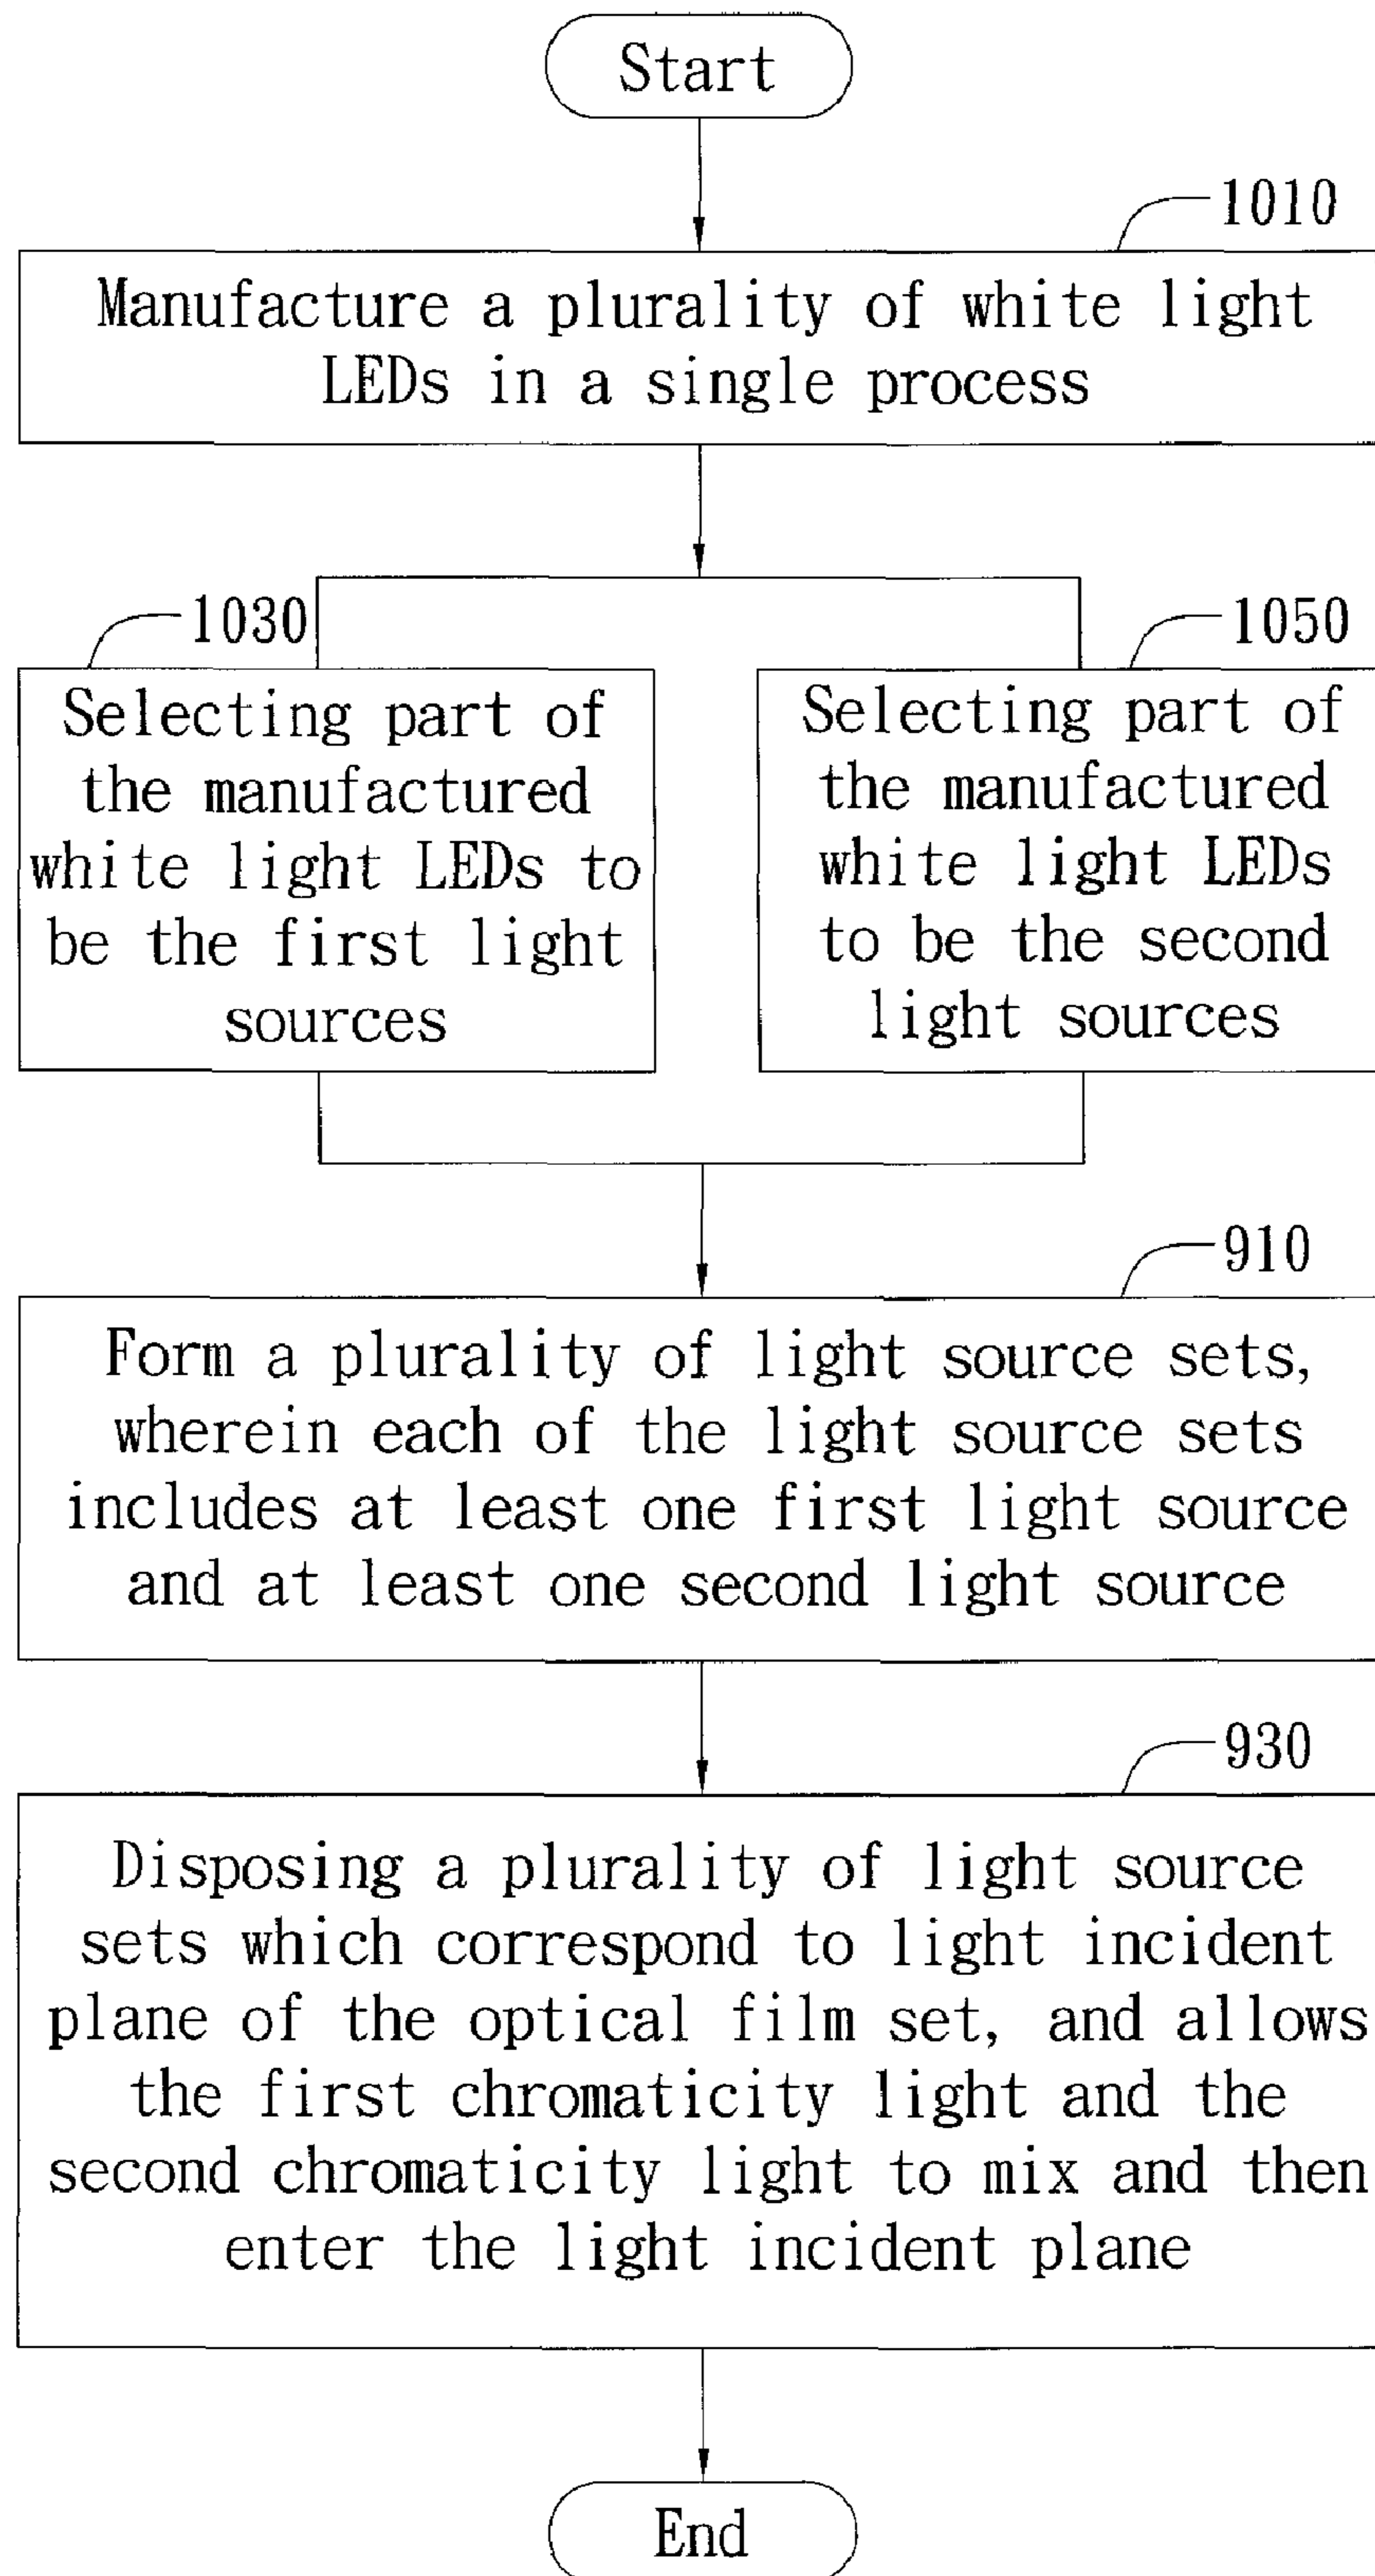 Start
1010
Manufacture a plurality of white light
LEDs in a single process
1030
Selecting part of
the manufactured
white light LEDs to
be the first light
sources
1050
Selecting part of
the manufactured
white light LEDs
to be the second
light sources
910
Form a plurality of light source sets,
wherein each of the light source sets
includes at least one first light source
and at least one second light source
930
Disposing a plurality of light source
sets which correspond to light incident
plane of the optical film set, and allows
the first chromaticity light and the
second chromaticity light to mix and then
enter the light incident plane
End